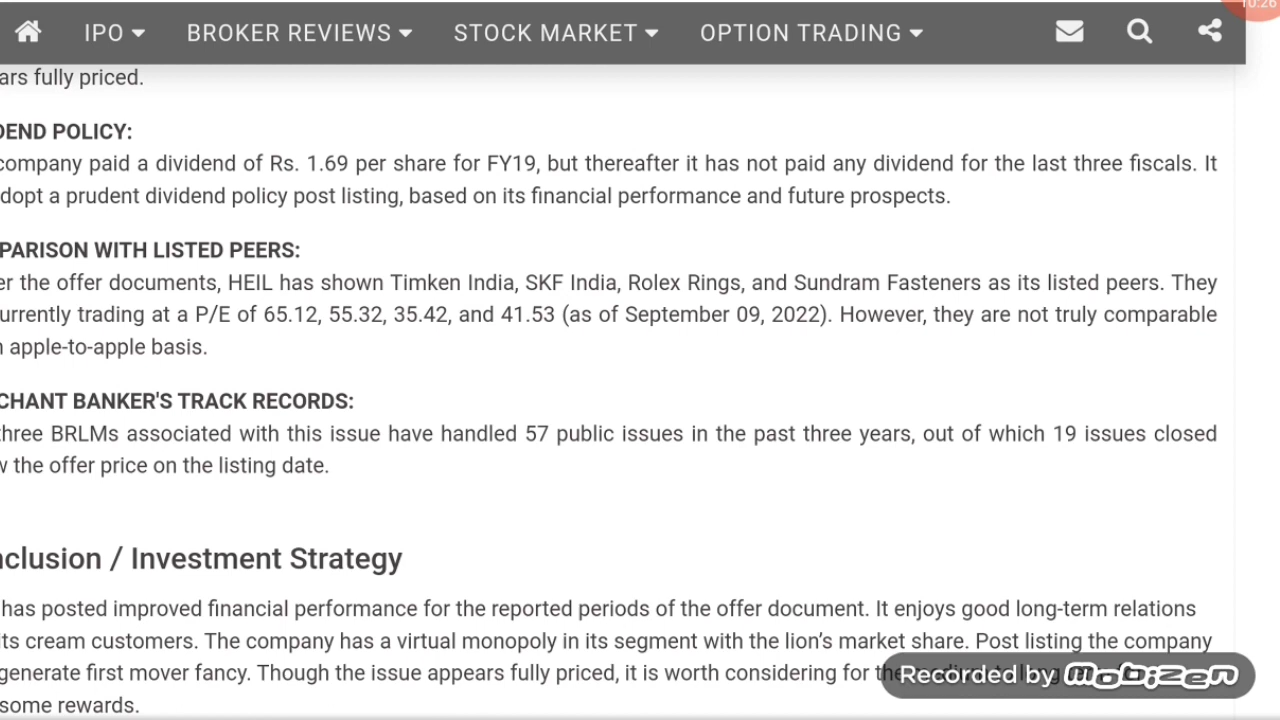 10:26
IPO BROKER REVIEWS STOCK MARKET OPTION TRADING
ars fully priced.
DEND POLICY:
company paid a dividend of Rs. 1.69 per share for FY19, but thereafter it has not paid any dividend for the last three fiscals. It
dopt a prudent dividend policy post listing, based on its financial performance and future prospects.
PARISON WITH LISTED PEERS:
er the offer documents, HEIL has shown Timken India, SKF India, Rolex Rings, and Sundram Fasteners as its listed peers. They
urrently trading at a P/E of 65.12, 55.32, 35.42, and 41.53 (as of September 09, 2022). However, they are not truly comparable
n apple-to-apple basis.
CHANT BANKER'S TRACK RECORDS:
three BRLMs associated with this issue have handled 57 public issues in the past three years, out of which 19 issues closed
w the offer price on the listing date.
nclusion / Investment Strategy
has posted improved financial performance for the reported periods of the offer document. It enjoys good long-term relations
its cream customers. The company has a virtual monopoly in its segment with the lion’s market share. Post listing the company
generate first mover fancy. Though the issue appears fully priced, it is worth considering for the
Recorded by Mobizen
some rewards.